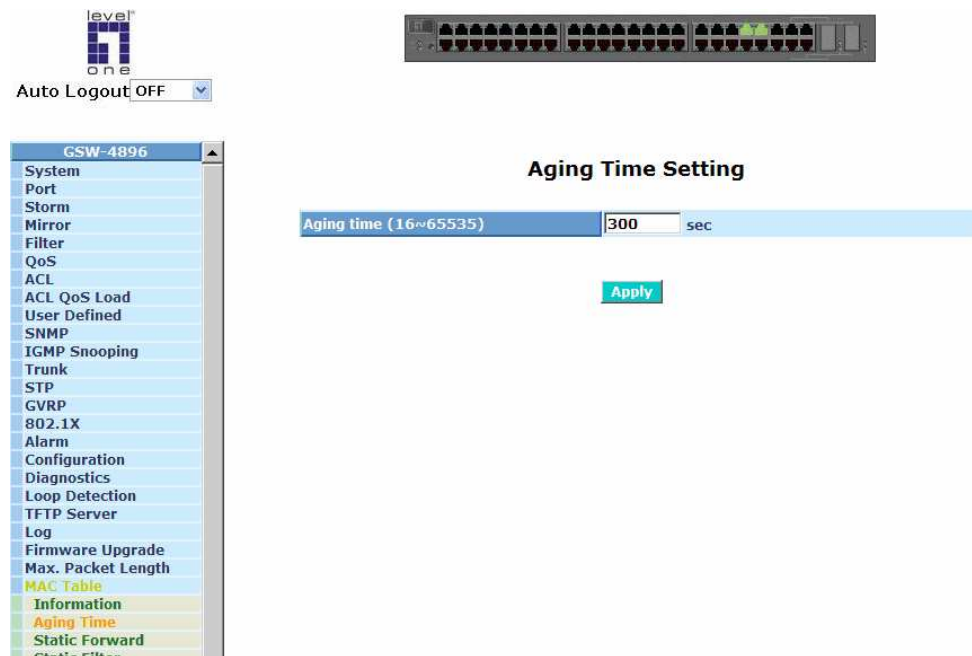 level
one
Auto Logout OFF
GSW-4896
System
Port
Storm
Mirror
Filter
QoS
ACL
ACL QoS Load
User Defined
SNMP
IGMP Snooping
Trunk
STP
GVRP
802.1X
Alarm
Configuration
Diagnostics
Loop Detection
TFTP Server
Log
Firmware Upgrade
Max. Packet Length
MAC Table
Information
Aging Time
Static Forward
Static Filter
Aging Time Setting
Aging time (16~65535) 300 sec
Apply